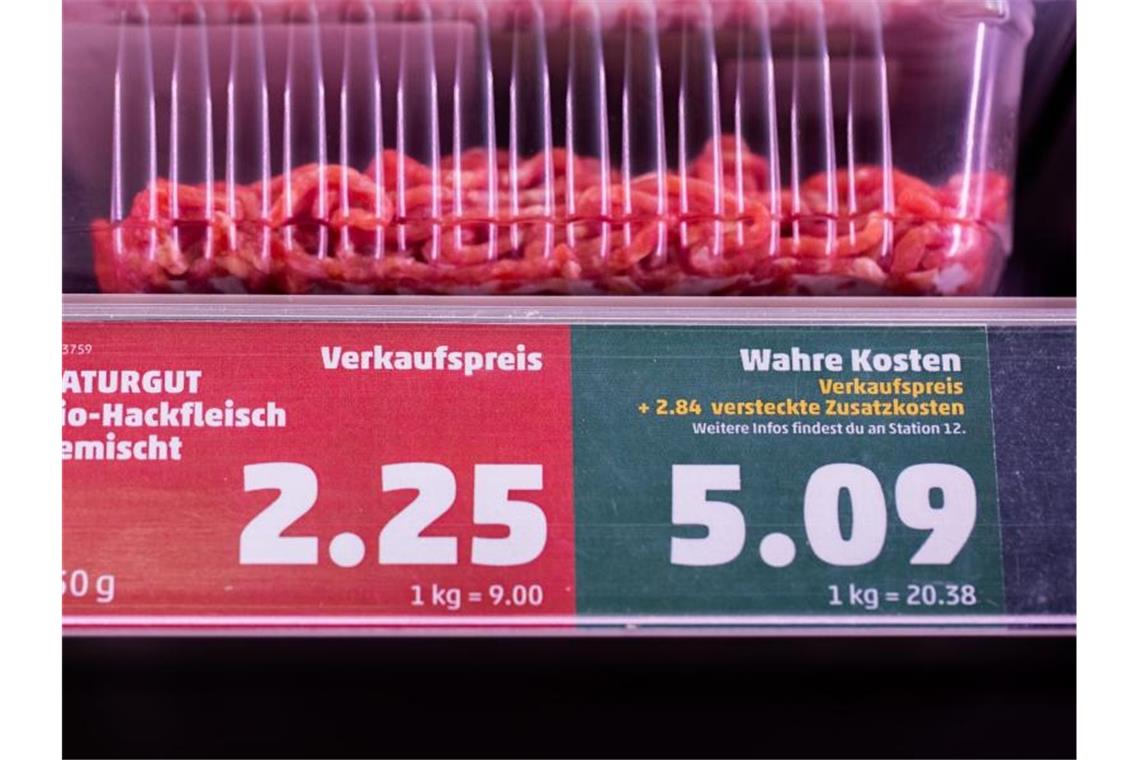 3759
ATURGUT
io-Hackfleisch
emischt
Verkaufspreis
2.25
50 g
1 kg = 9.00
Wahre Kosten
Verkaufspreis
+ 2.84 versteckte Zusatzkosten
Weitere Infos findest du an Station 12.
5.09
1 kg = 20.38